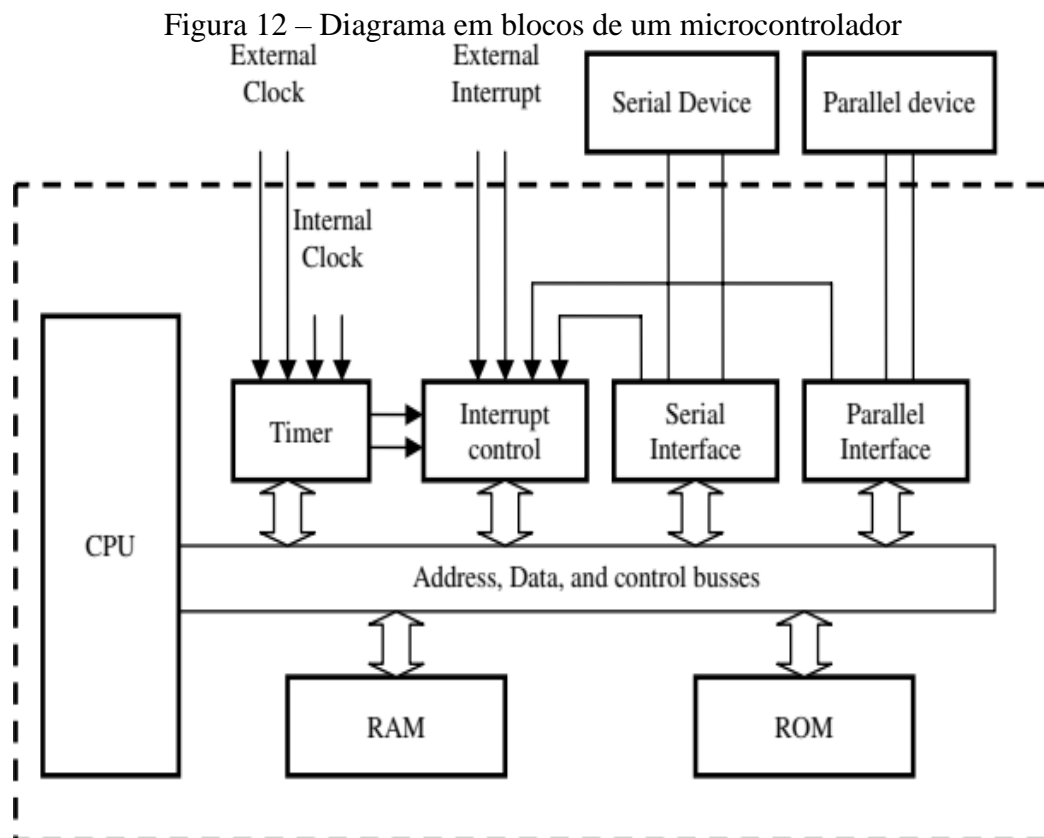 Figura 12 – Diagrama em blocos de um microcontrolador
External
Clock
External
Interrupt
Serial Device
Parallel device
Internal
Clock
Timer
Interrupt
control
Serial
Interface
Parallel
Interface
CPU
Address, Data, and control busses
RAM
ROM